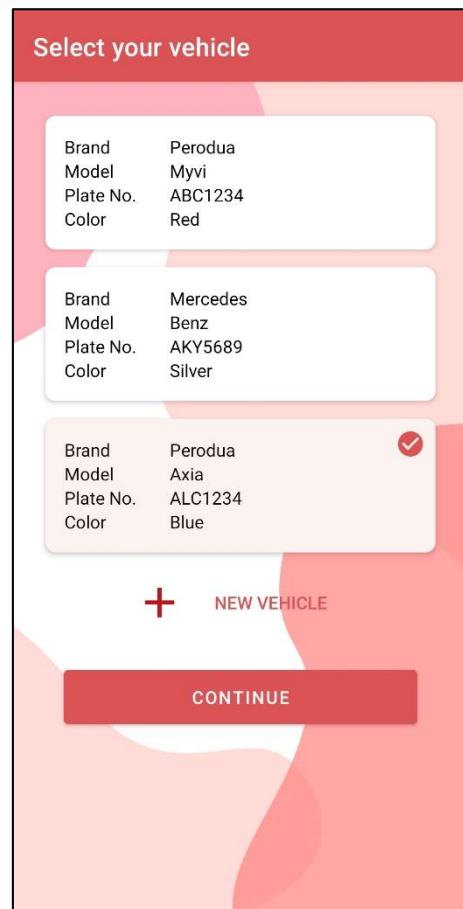 Select your vehicle
Brand Perodua
Model Myvi
Plate No. ABC1234
Color Red
Brand Mercedes
Model Benz
Plate No. AKY5689
Color Silver
Brand Perodua
Model Axia
Plate No. ALC1234
Color Blue
NEW VEHICLE
CONTINUE